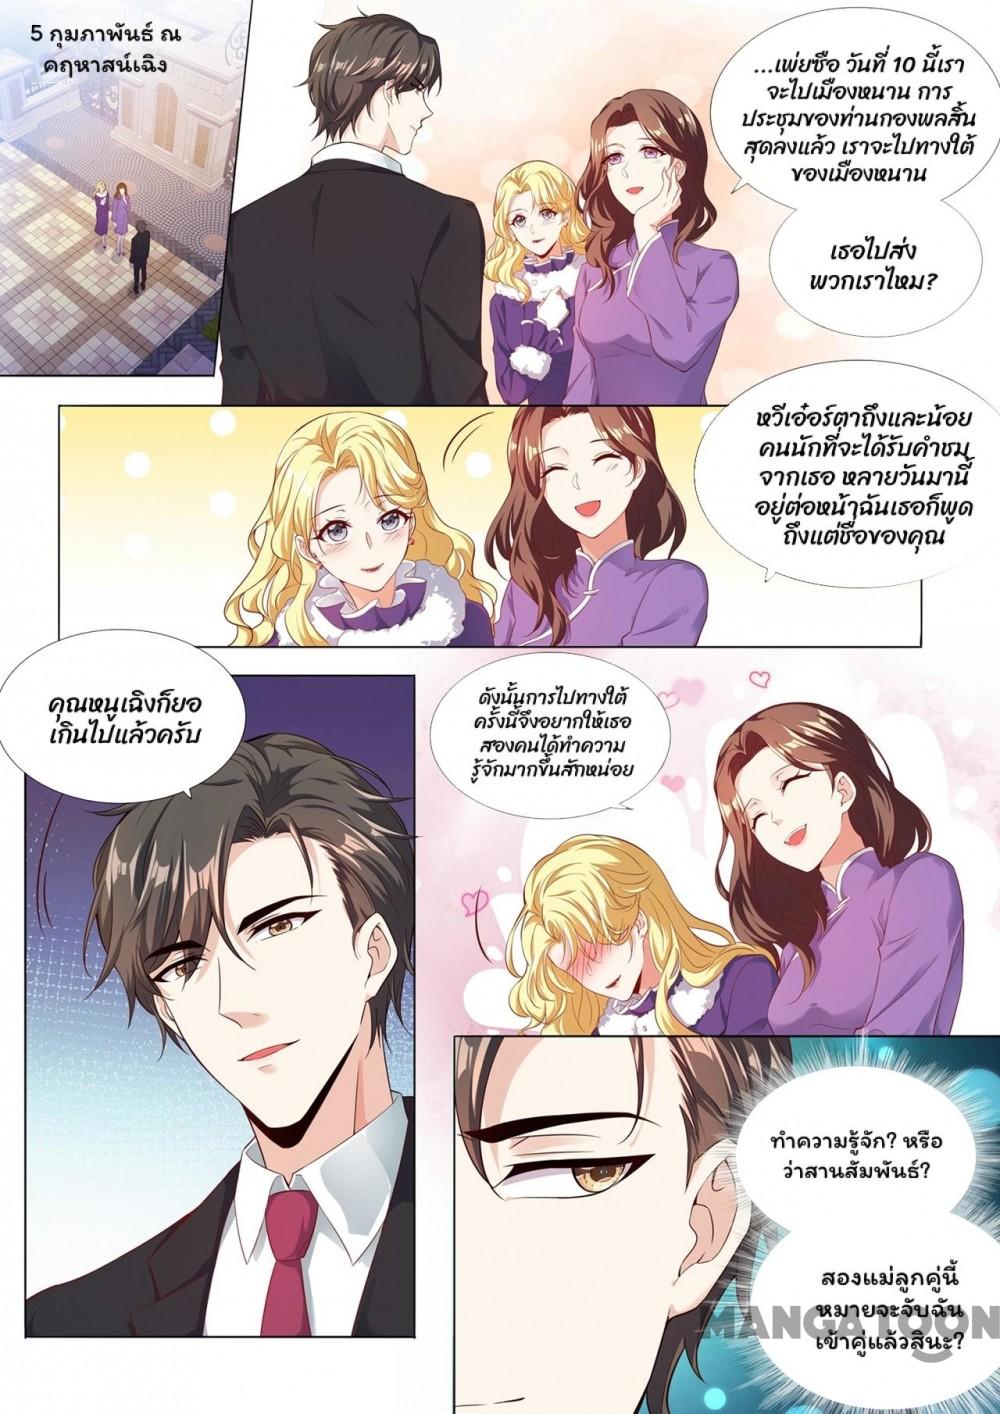 5 กุมภาพันธ์ ณ
คฤหาสน์เฉิง
...เพ่ยซือ วันที่ 10 นี้เรา
จะไปเมืองหนาน การ
ประชุมของท่านกองพลสิ้น
สุดลงแล้ว เราจะไปทางใต้
ของเมืองหนาน
เธอไปส่ง
พวกเราไหม?
หวีเอ๋อร์ตาถึงและน้อย
คนนักที่จะได้รับคำชม
จากเธอ หลายวันมานี้
อยู่ต่อหน้าฉันเธอก็พูด
ถึงแต่ชื่อของคุณ
คุณหนูเฉิงก็ยอ
เกินไปแล้วครับ
ดังนั้นการไปทางใต้
ครั้งนี้จึงอยากให้เธอ
สองคนได้ทำความ
รู้จักมากขึ้นสักหน่อย
ทำความรู้จัก? หรือ
ว่าสานสัมพันธ์?
สองแม่ลูกคู่นี้
หมายจะจับฉัน
เข้าคู่แล้วสินะ?
MANGATOON